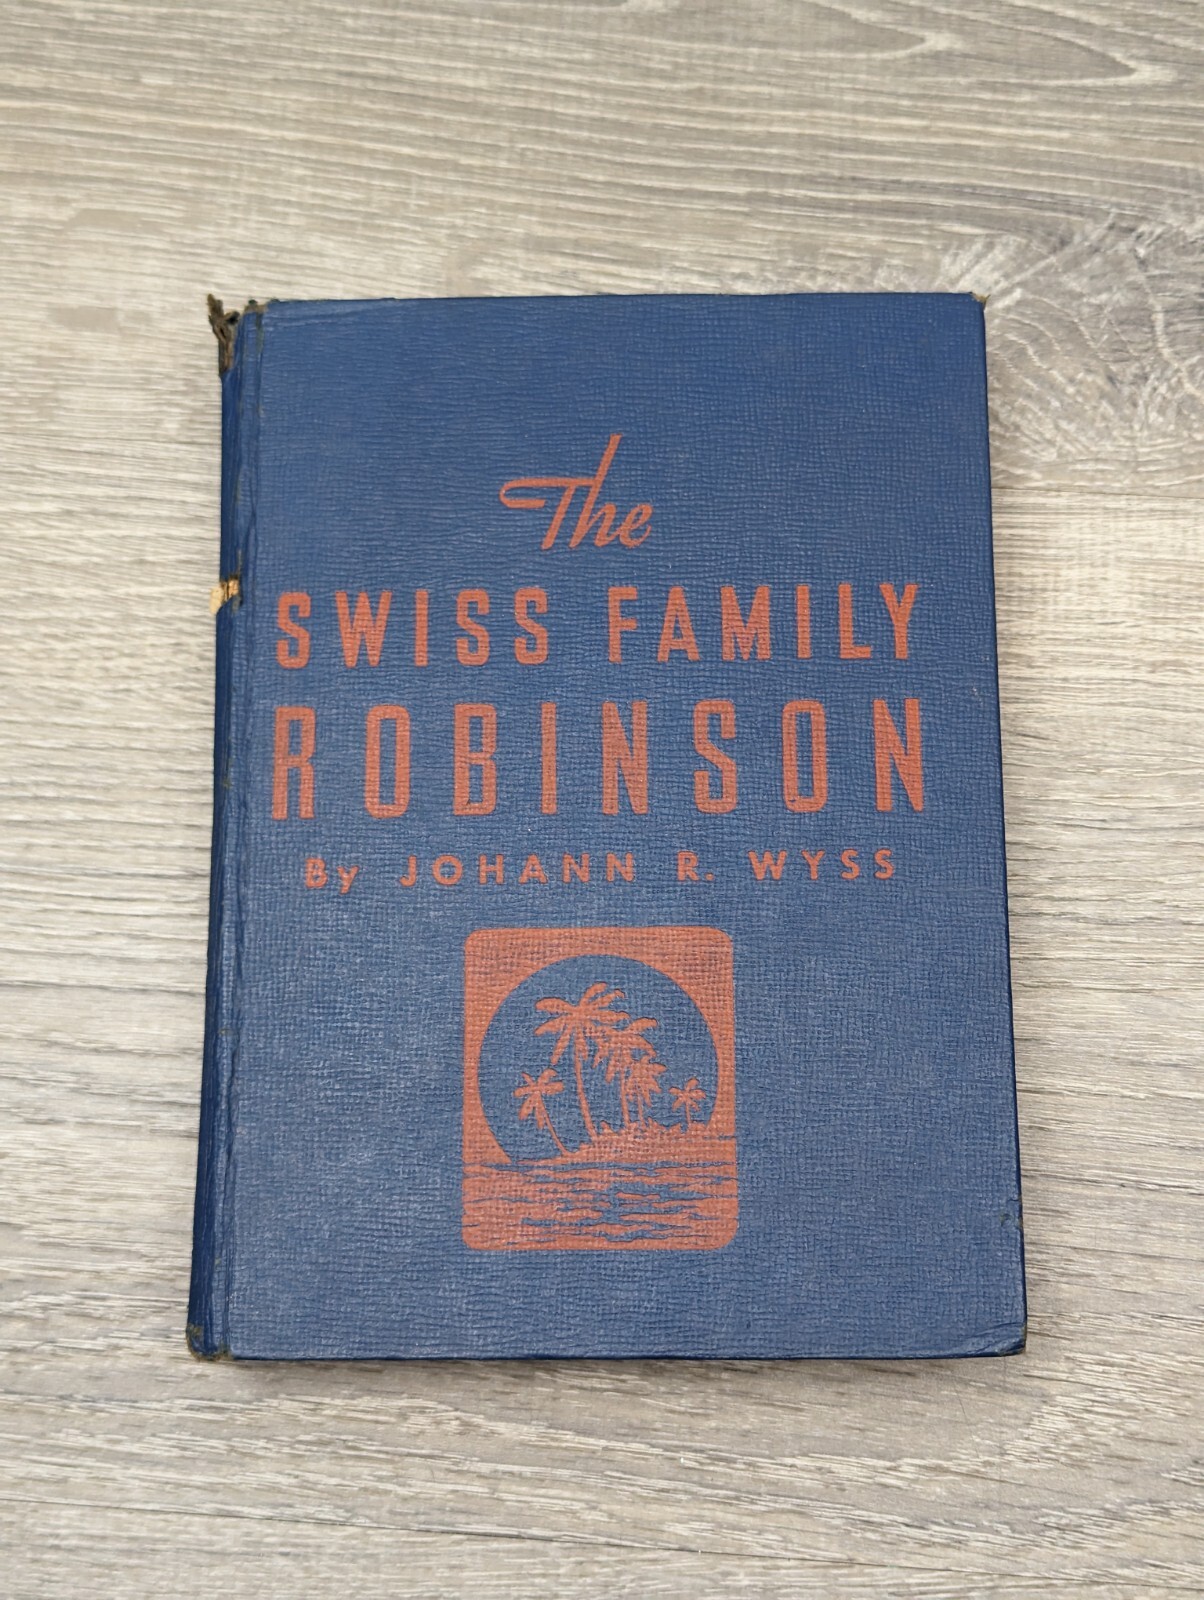 The
SWISS FAMILY
ROBINSON
By JOHANN R. WYSS